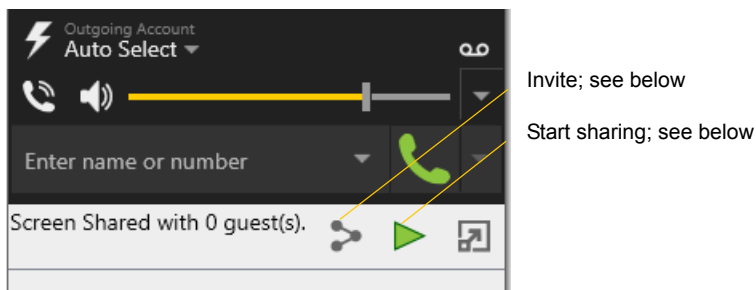 Outgoing Account
Auto Select
Enter name or number
Screen Shared with 0 guest(s).
Invite; see below
Start sharing; see below